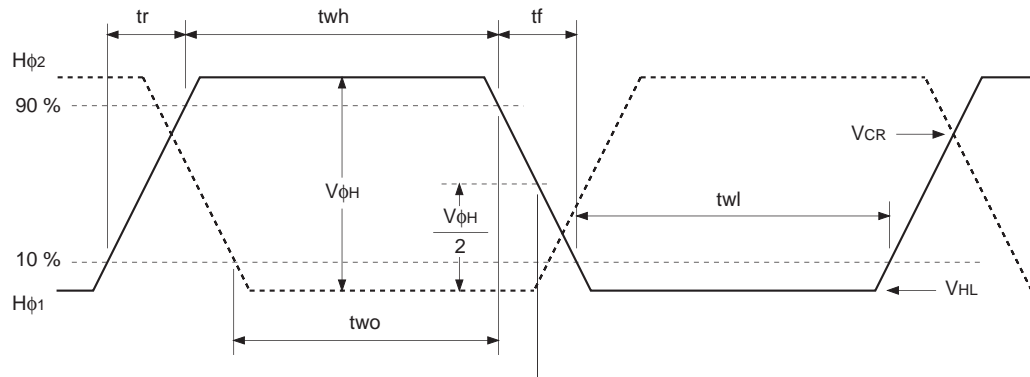 tr twh tf
Hϕ2
90 %
VCR
VϕH
VϕH
2
twl
10 %
Hϕ1
VHL
two